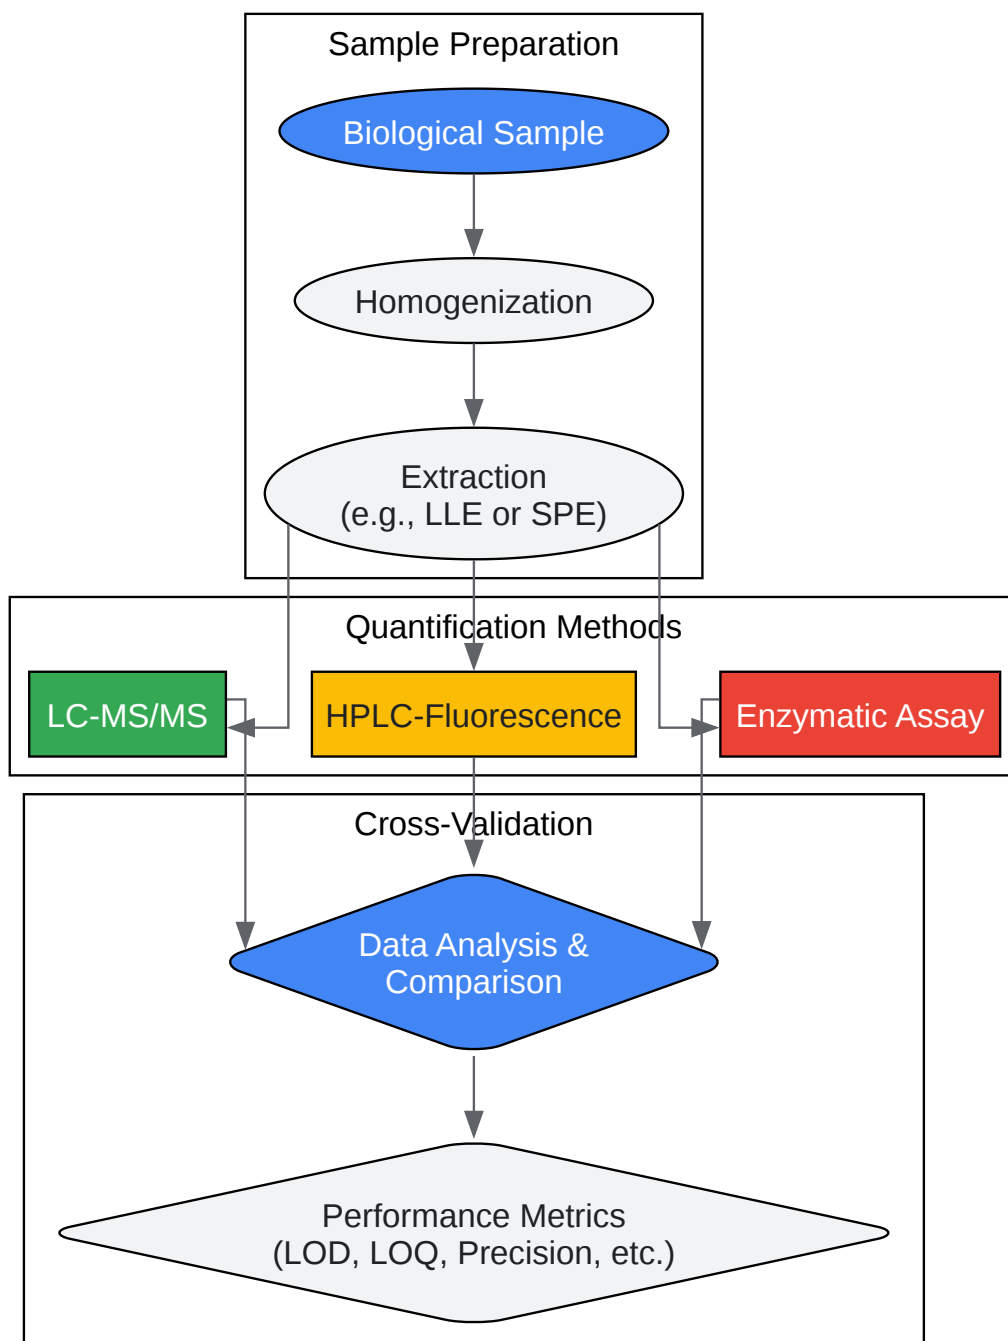 Sample Preparation
Biological Sample
Homogenization
Extraction
(e.g., LLE or SPE)
Quantification Methods
LC-MS/MS
HPLC-Fluorescence
Enzymatic Assay
Cross-Validation
Data Analysis &
Comparison
Performance Metrics
(LOD, LOQ, Precision, etc.)